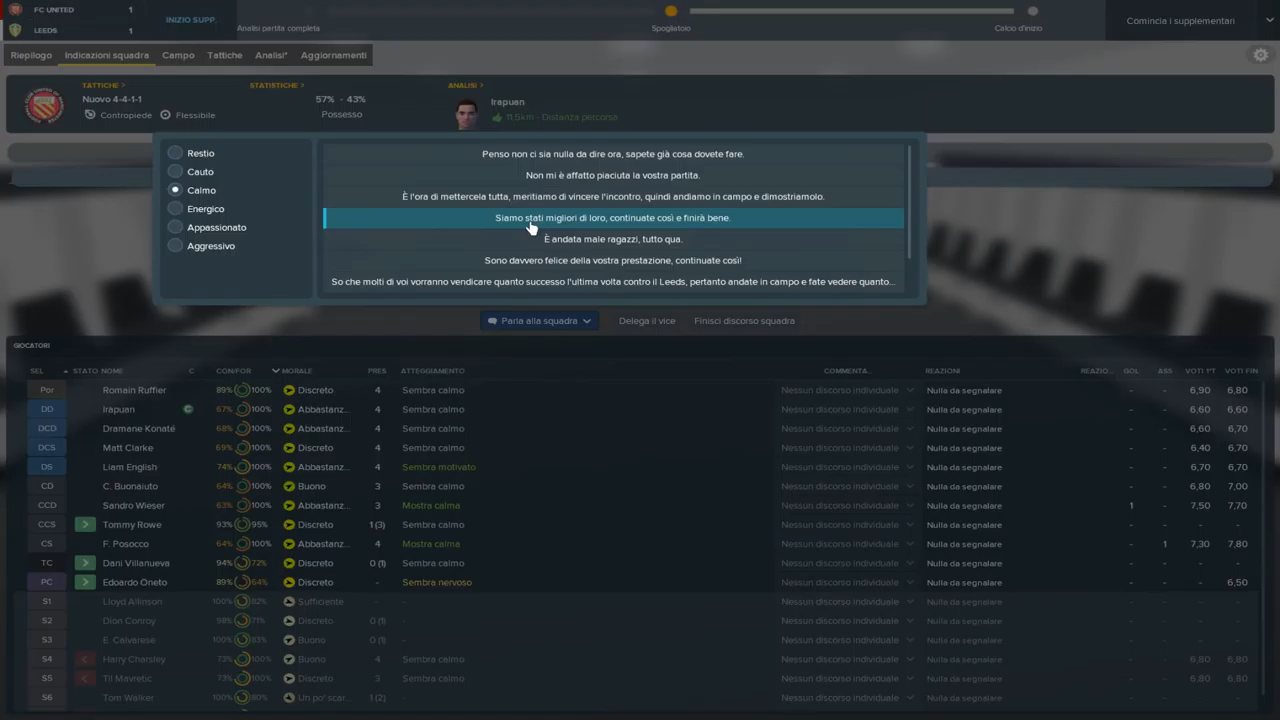 FC UNITED 1
LEEDS 1
INIZIO SUPP.
Analisi partita completa
Spogliatoio
Calcio d'inizio
Comincia i supplementari
Riepilogo Indicazioni squadra Campo Tattiche Analisi* Aggiornamenti
TATTICHE > STATISTICHE > ANALISI >
Nuovo 4-4-1-1
Contropiede Flessibile
57% - 43%
Possesso
Irapuan
11,5km - Distanza percorsa
Restio
Cauto
Calmo
Energico
Appassionato
Aggressivo
Penso non ci sia nulla da dire ora, sapete già cosa dovete fare.
Non mi è affatto piaciuta la vostra partita.
È l'ora di mettercela tutta, meritiamo di vincere l'incontro, quindi andiamo in campo e dimostriamolo.
Siamo stati migliori di loro, continuate così e finirà bene.
È andata male ragazzi, tutto qua.
Sono davvero felice della vostra prestazione, continuate così!
So che molti di voi vorranno vendicare quanto successo l'ultima volta contro il Leeds, pertanto andate in campo e fate vedere quanto...
Parla alla squadra Delega il vice Finisci discorso squadra
GIOCATORI
SEL STATO NOME C CON/FOR MORALE PRES ATTEGGIAMENTO COMMENTA... REAZIONI REAZIO... GOL ASS VOTI 1°T VOTI FIN
Por Romain Ruffier 89% 100% Discreto 4 Sembra calmo Nessun discorso individuale Nulla da segnalare - - 6,90 6,80
DD Irapuan C 67% 100% Abbastanz... 4 Sembra calmo Nessun discorso individuale Nulla da segnalare - - 6,60 6,60
DCD Dramane Konaté 68% 100% Abbastanz... 4 Sembra calmo Nessun discorso individuale Nulla da segnalare - - 6,60 6,70
DCS Matt Clarke 69% 100% Discreto 4 Sembra calmo Nessun discorso individuale Nulla da segnalare - - 6,40 6,70
DS Liam English 74% 100% Abbastanz... 4 Sembra motivato Nessun discorso individuale Nulla da segnalare - - 6,70 6,70
CD C. Buonaiuto 64% 100% Buono 3 Sembra calmo Nessun discorso individuale Nulla da segnalare - - 6,80 7,00
CCD Sandro Wieser 63% 100% Abbastanz... 3 Mostra calma Nessun discorso individuale Nulla da segnalare 1 - 7,50 7,70
CCS Tommy Rowe 93% 95% Discreto 1 (3) Sembra calmo Nessun discorso individuale Nulla da segnalare - - - -
CS F. Posocco 64% 100% Abbastanz... 4 Mostra calma Nessun discorso individuale Nulla da segnalare - 1 7,30 7,80
TC Dani Villanueva 94% 72% Discreto 0 (1) Sembra calmo Nessun discorso individuale Nulla da segnalare - - - -
PC Edoardo Oneto 89% 64% Discreto - Sembra nervoso Nessun discorso individuale Nulla da segnalare - - 6,50
S1 Lloyd Allinson 100% 82% Sufficiente - - Nessun discorso individuale Nulla da segnalare - - - -
S2 Dion Conroy 98% 71% Discreto 0 (1) - Nessun discorso individuale Nulla da segnalare - - - -
S3 E. Calvarese 100% 83% Buono 0 (1) - Nessun discorso individuale Nulla da segnalare - - - -
S4 Harry Charsley 73% 100% Buono 4 Sembra calmo Nessun discorso individuale Nulla da segnalare - - 6,80 6,80
S5 Til Mavretic 73% 100% Discreto 3 Sembra calmo Nessun discorso individuale Nulla da segnalare - - 6,80 6,80
S6 Tom Walker 100% 80% Un po' scar... 1 (2) - Nessun discorso individuale Nulla da segnalare - - - -